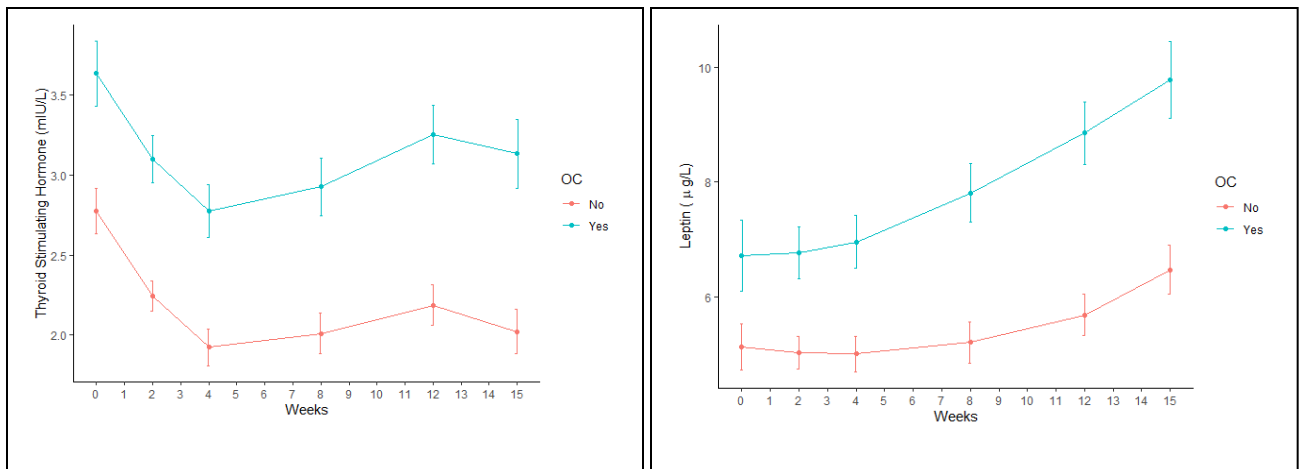 Thyroid Stimulating Hormone (mIU/L)
3.5
3.0
2.5
2.0
0 1 2 3 4 5 6 7 8 9 10 11 12 13 14 15
Weeks
OC
No
Yes
Leptin ( μ g/L)
10
8
6
0 1 2 3 4 5 6 7 8 9 10 11 12 13 14 15
Weeks
OC
No
Yes